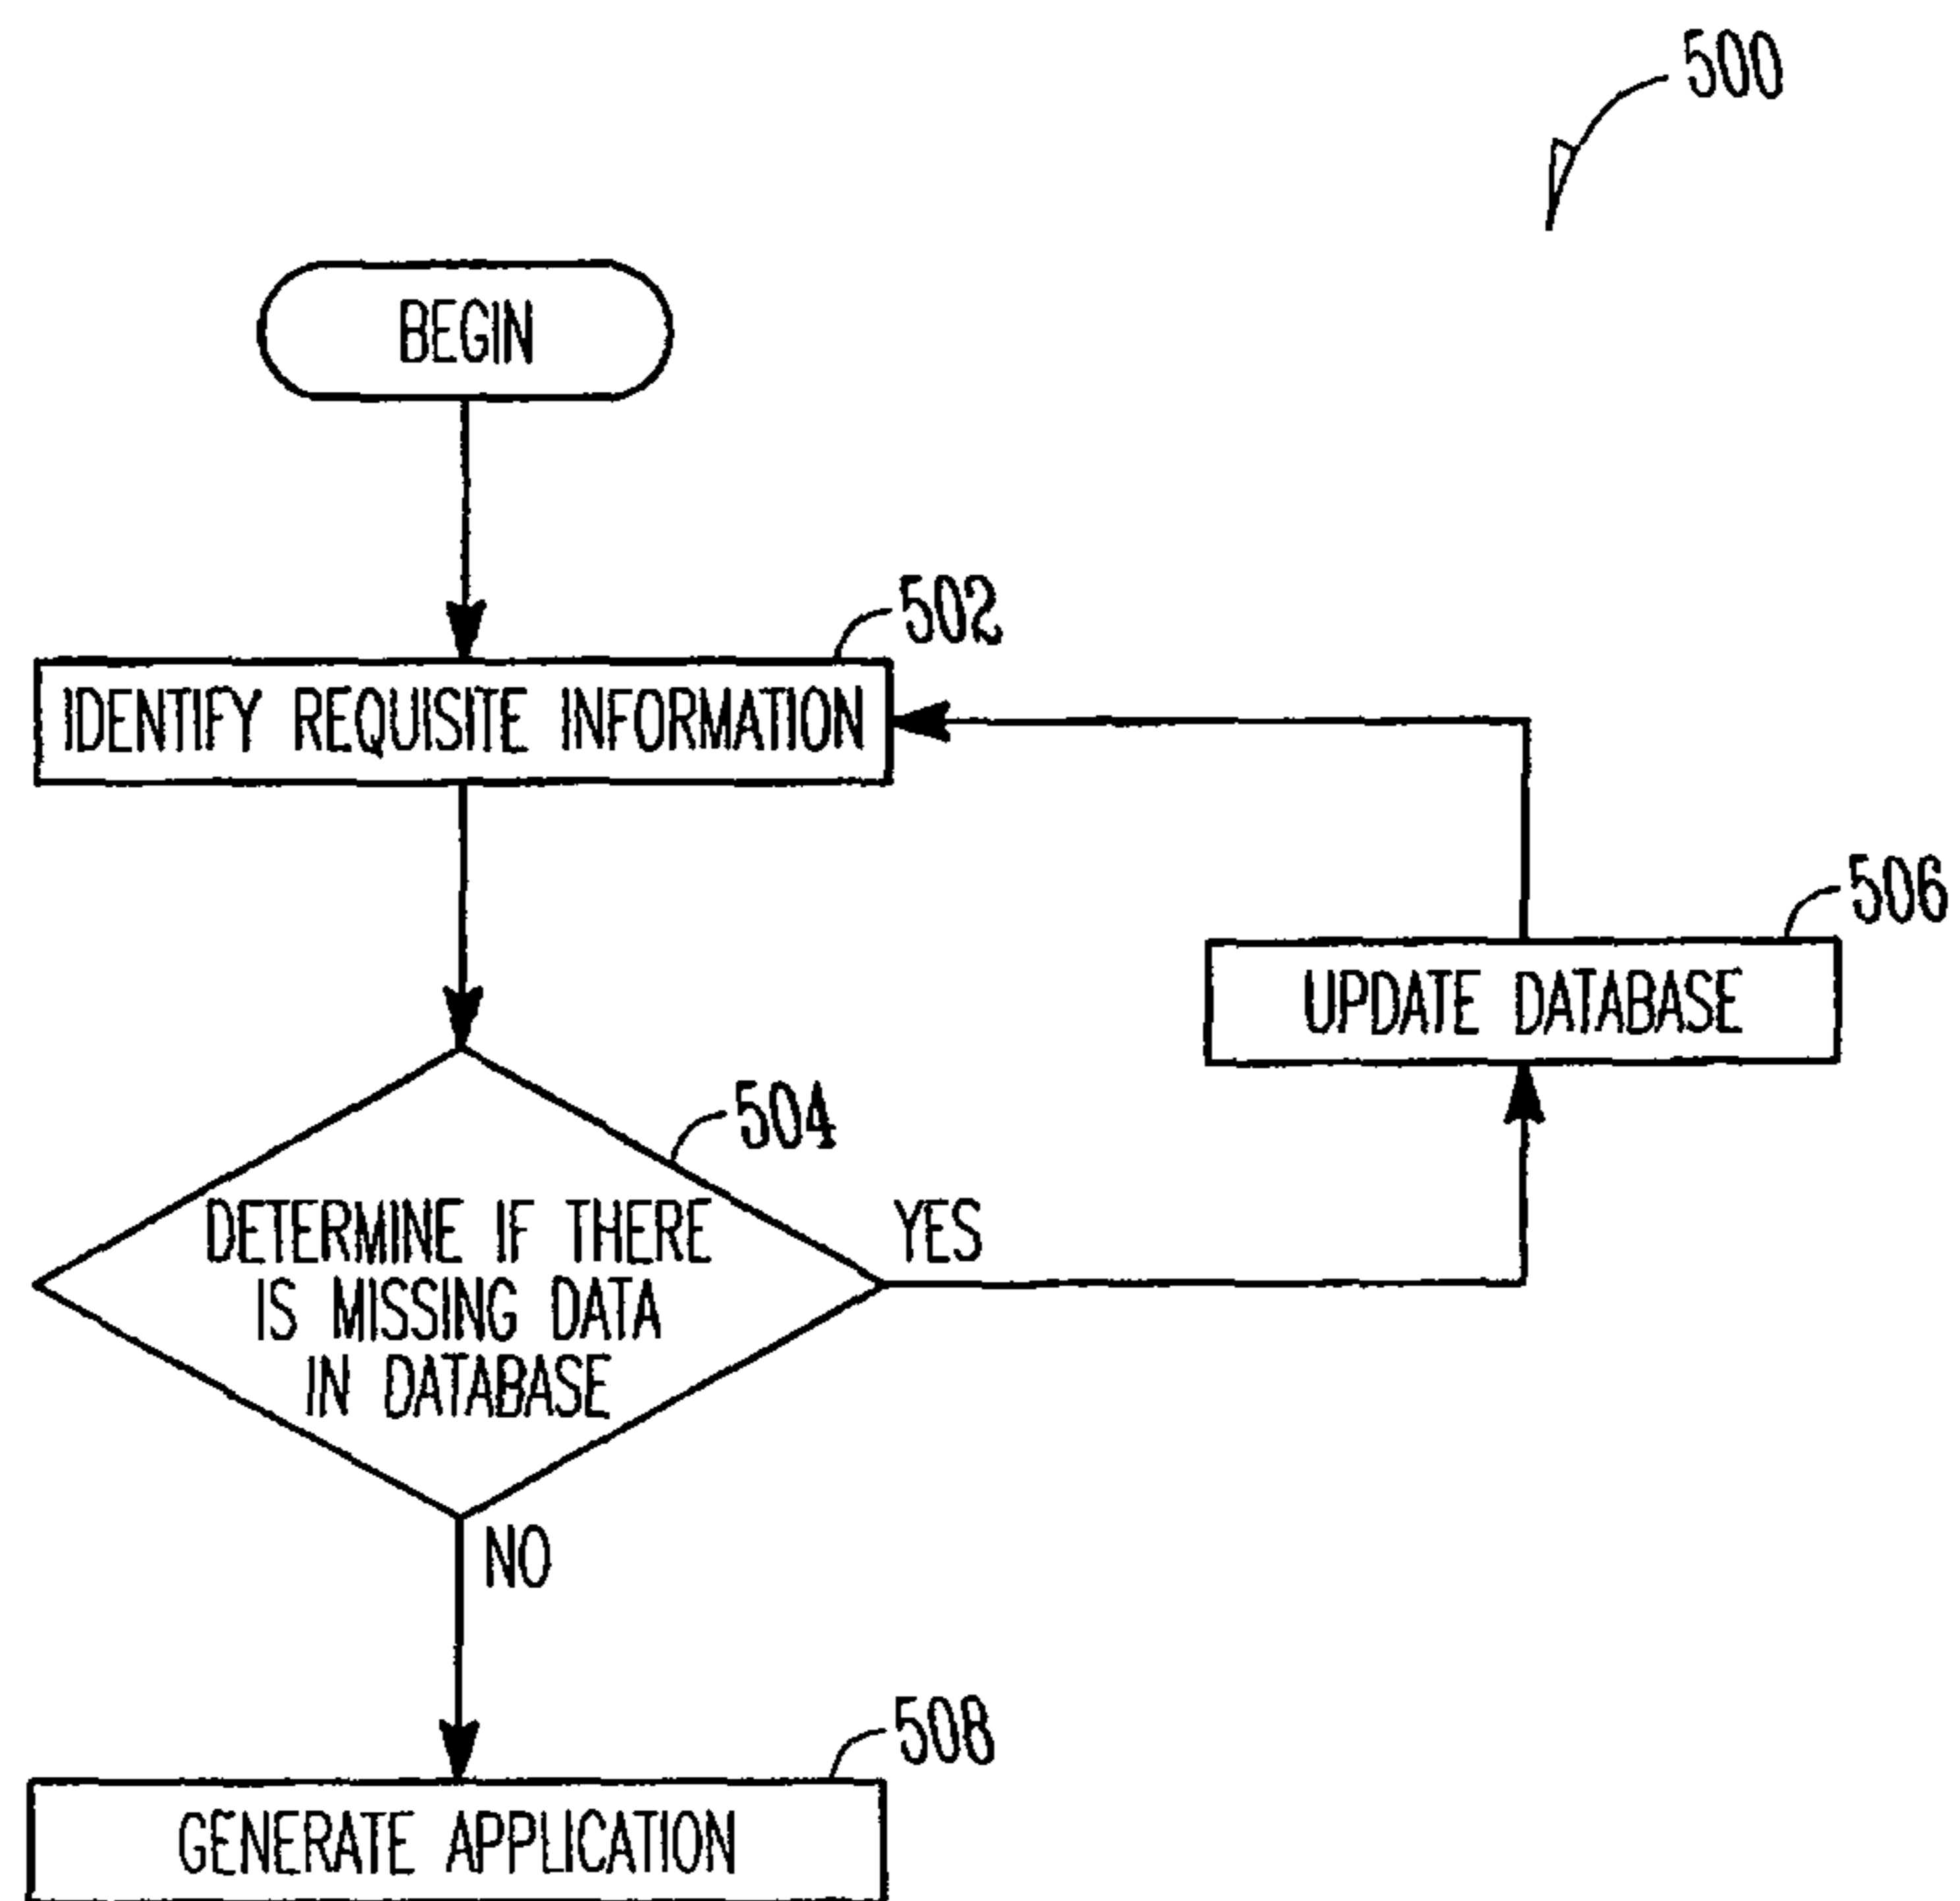 500
BEGIN
502
IDENTIFY REQUISITE INFORMATION
506
UPDATE DATABASE
504
DETERMINE IF THERE
IS MISSING DATA
IN DATABASE
YES
NO
508
GENERATE APPLICATION